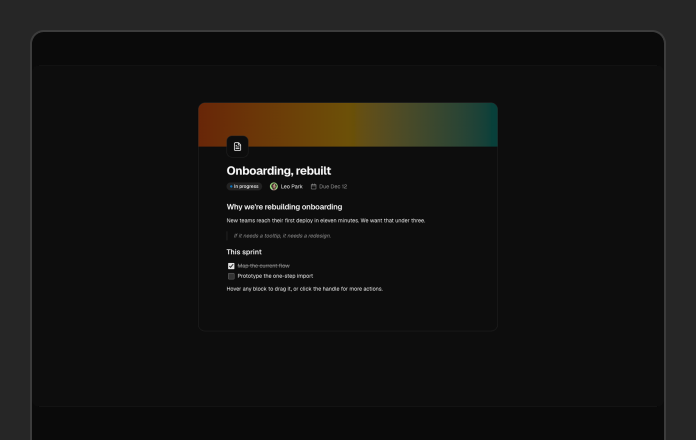 Onboarding, rebuilt
In progress Leo Park Due Dec 12
Why we're rebuilding onboarding
New teams reach their first deploy in eleven minutes. We want that under three.
If it needs a tooltip, it needs a redesign.
This sprint
Map the current flow
Prototype the one-step import
Hover any block to drag it, or click the handle for more actions.